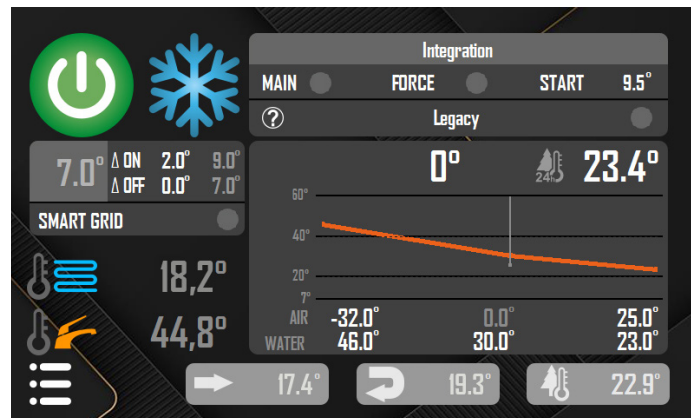 Integration
MAIN FORCE START 9.5°
? Legacy
7.0° Δ ON 2.0° 9.0°
Δ OFF 0.0° 7.0°
SMART GRID
0° 24h 23.4°
60°
40°
20°
7°
AIR -32.0° 0.0° 25.0°
WATER 46.0° 30.0° 23.0°
18,2°
44,8°
17.4° 19.3° 22.9°